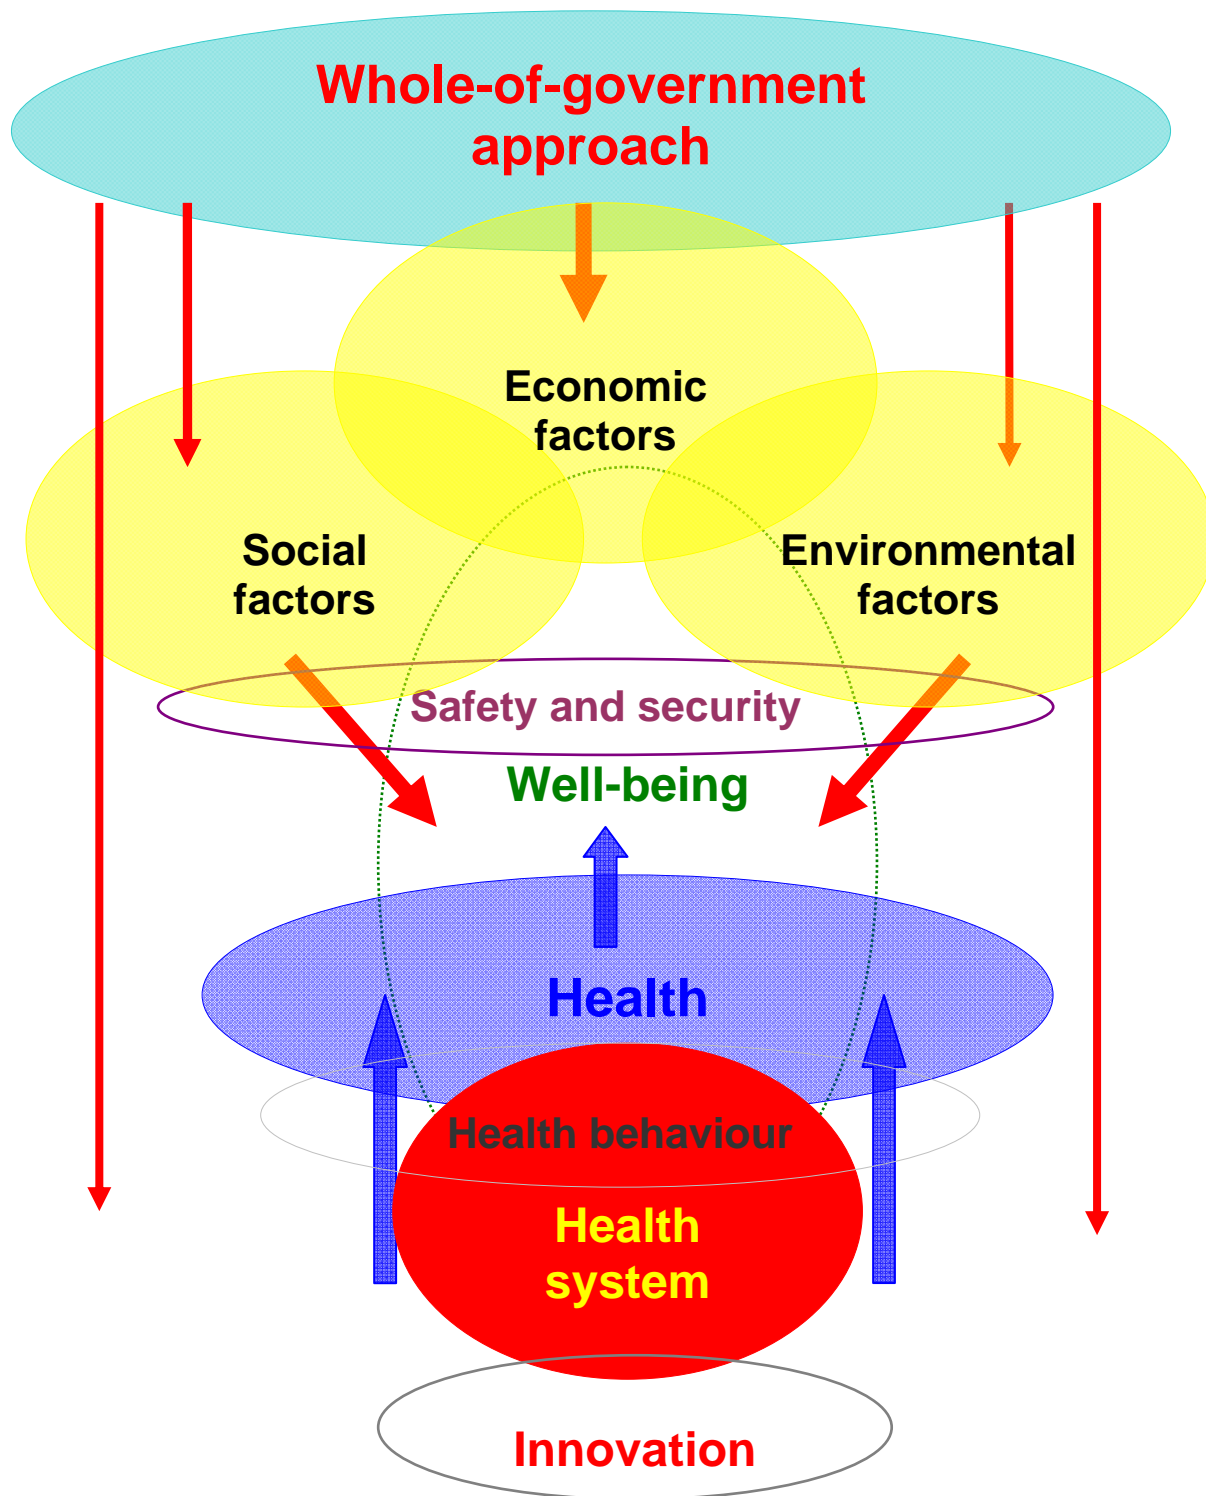 Whole-of-government
approach
Economic
factors
Social
factors
Environmental
factors
Safety and security
Well-being
Health
Health behaviour
Health
system
Innovation